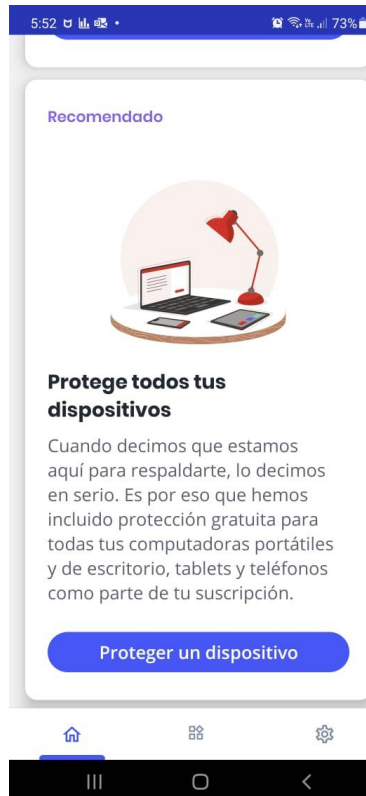 5:52
73%
Recomendado
Protege todos tus
dispositivos
Cuando decimos que estamos
aquí para respaldarte, lo decimos
en serio. Es por eso que hemos
incluido protección gratuita para
todas tus computadoras portátiles
y de escritorio, tablets y teléfonos
como parte de tu suscripción.
Proteger un dispositivo